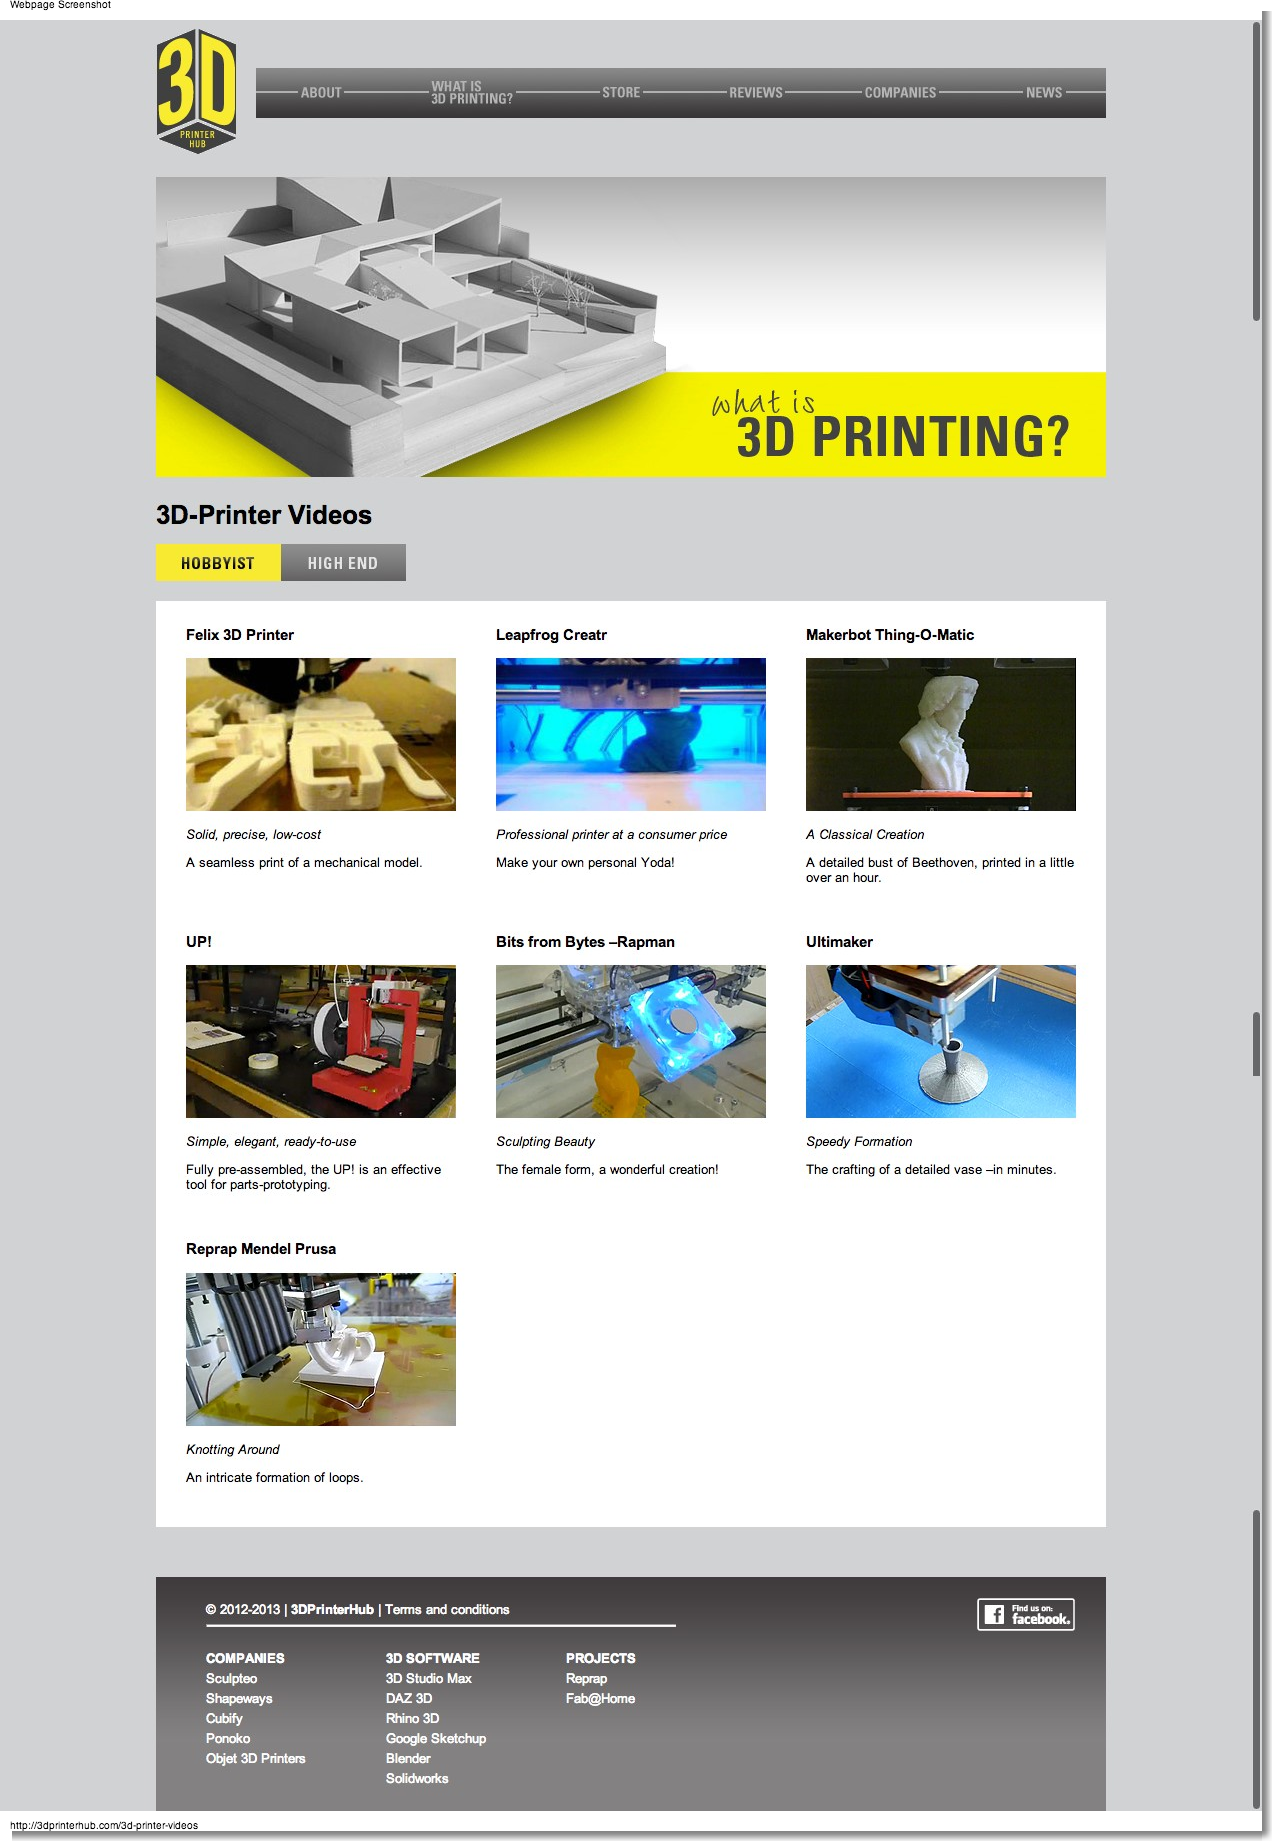 Webpage Screenshot
3D
PRINTER
HUB
ABOUT
WHAT IS
3D PRINTING?
STORE
REVIEWS
COMPANIES
NEWS
what is
3D PRINTING?
3D-Printer Videos
HOBBYIST
HIGH END
Felix 3D Printer
Leapfrog Creatr
Makerbot Thing-O-Matic
Solid, precise, low-cost
Professional printer at a consumer price
A Classical Creation
A seamless print of a mechanical model.
Make your own personal Yoda!
A detailed bust of Beethoven, printed in a little
over an hour.
UP!
Bits from Bytes –Rapman
Ultimaker
Simple, elegant, ready-to-use
Sculpting Beauty
Speedy Formation
Fully pre-assembled, the UP! is an effective
tool for parts-prototyping.
The female form, a wonderful creation!
The crafting of a detailed vase –in minutes.
Reprap Mendel Prusa
Knotting Around
An intricate formation of loops.
© 2012-2013 | 3DPrinterHub | Terms and conditions
Find us on:
facebook.
COMPANIES
Sculpteo
Shapeways
Cubify
Ponoko
Objet 3D Printers
3D SOFTWARE
3D Studio Max
DAZ 3D
Rhino 3D
Google Sketchup
Blender
Solidworks
PROJECTS
Reprap
Fab@Home
http://3dprinterhub.com/3d-printer-videos